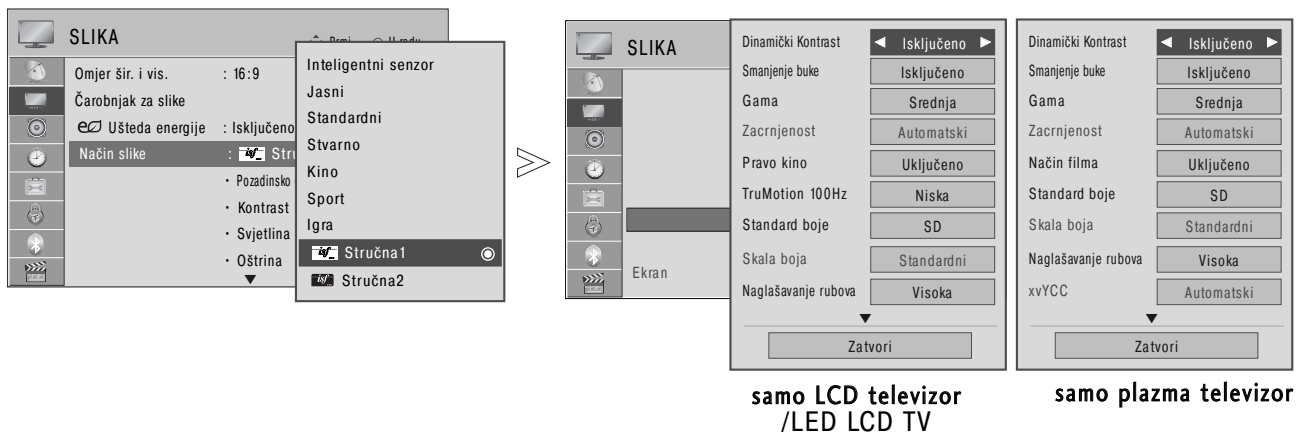 SLIKA
Omjer šir. i vis. : 16:9
Čarobnjak za slike
Ušteda energije : Isključeno
Način slike :
• Pozadinsko
• Kontrast
• Svjetlina
• Oštrina
Inteligentni senzor
Jasni
Standardni
Stvarno
Kino
Sport
Igra
isf Stručna1
isf Stručna2
SLIKA
Ekran
Dinamički Kontrast Isključeno
Smanjenje buke Isključeno
Gama Srednja
Zacrnjenost Automatski
Pravo kino Uključeno
TruMotion 100Hz Niska
Standard boje SD
Skala boja Standardni
Naglašavanje rubova Visoka
Zatvori
samo LCD televizor
/LED LCD TV
Dinamički Kontrast Isključeno
Smanjenje buke Isključeno
Gama Srednja
Zacrnjenost Automatski
Način filma Uključeno
Standard boje SD
Skala boja Standardni
Naglašavanje rubova Visoka
xvYCC Automatski
Zatvori
samo plazma televizor